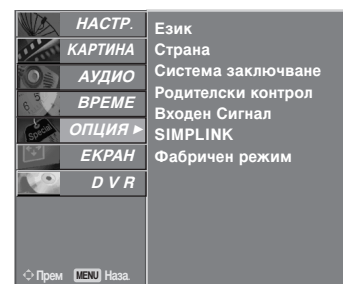 НАСТР.
КАРТИНА
АУДИО
ВРЕМЕ
ОПЦИЯ ►
ЕКРАН
D V R
Език
Страна
Система заключване
Родителски контрол
Входен Сигнал
SIMPLINK
Фабричен режим
Прем MENU Наза.